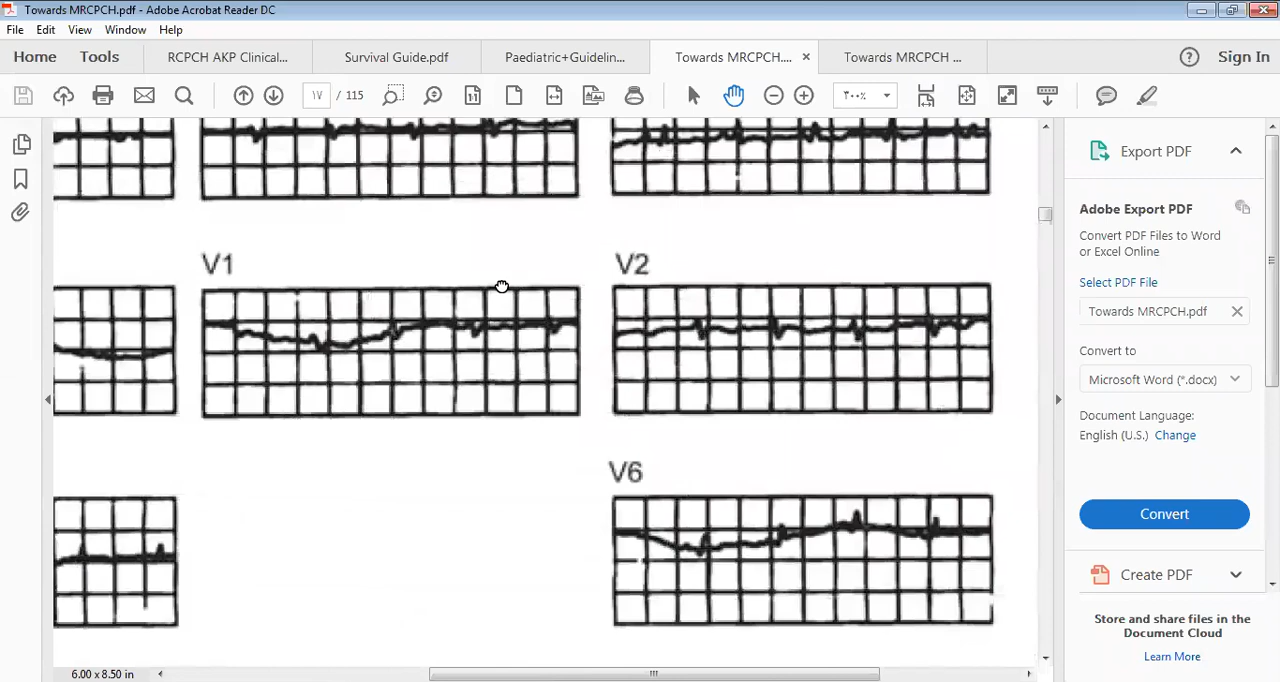 Towards MRCPCH.pdf - Adobe Acrobat Reader DC
File Edit View Window Help
Home Tools RCPCH AKP Clinical... Survival Guide.pdf Paediatric+Guidelin... Towards MRCPCH.... × Towards MRCPCH ... ? Sign In
١٧ / 115 ٣٠٠%
V1 V2
V6
6.00 x 8.50 in
Export PDF
Adobe Export PDF
Convert PDF Files to Word
or Excel Online
Select PDF File
Towards MRCPCH.pdf ×
Convert to
Microsoft Word (*.docx)
Document Language:
English (U.S.) Change
Convert
Create PDF
Store and share files in the
Document Cloud
Learn More